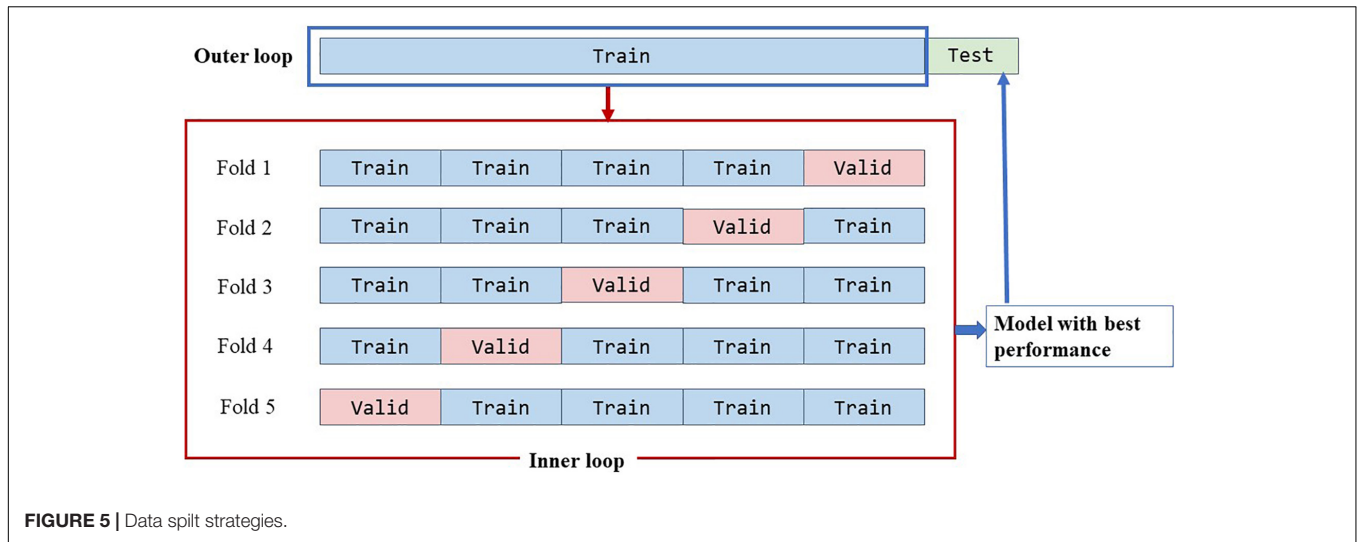 Outer loop Train Test
Fold 1 Train Train Train Train Valid
Fold 2 Train Train Train Valid Train
Fold 3 Train Train Valid Train Train
Model with best
performance
Fold 4 Train Valid Train Train Train
Fold 5 Valid Train Train Train Train
Inner loop
FIGURE 5 | Data spilt strategies.